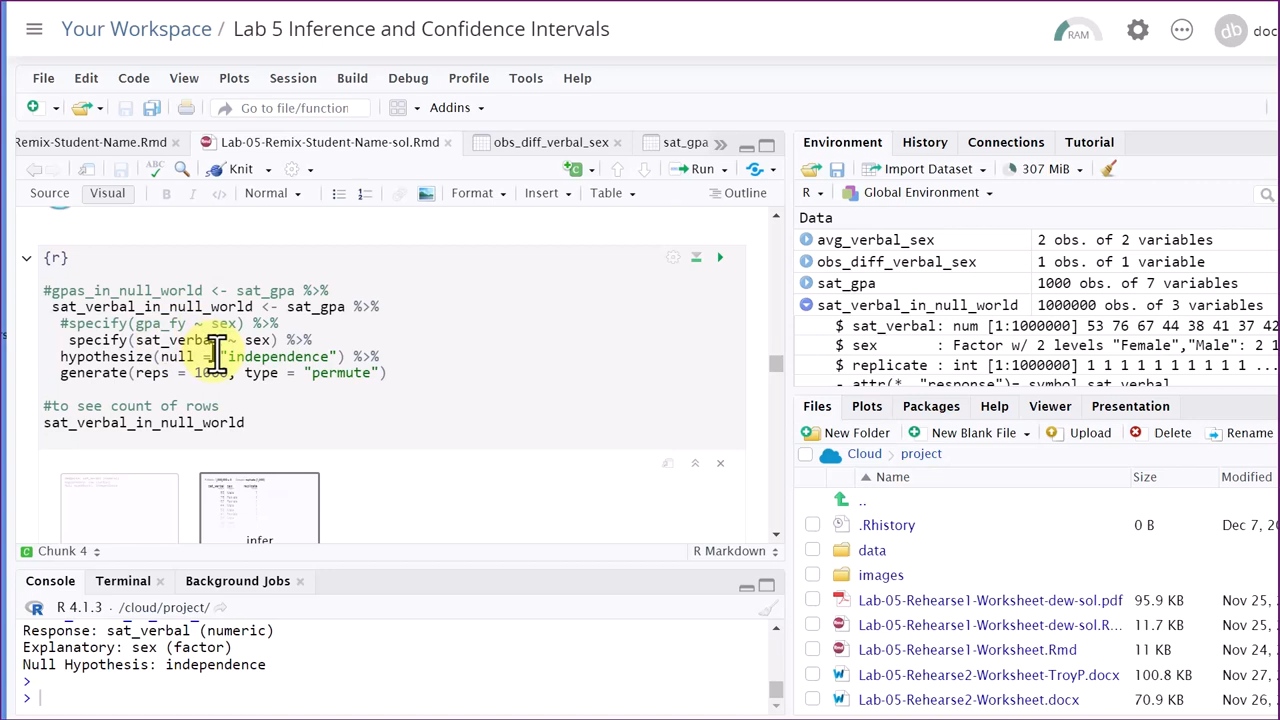 Your Workspace / Lab 5 Inference and Confidence Intervals
RAM
db
doc
File Edit Code View Plots Session Build Debug Profile Tools Help
Go to file/function
Addins
Remix-Student-Name.Rmd
Lab-05-Remix-Student-Name-sol.Rmd
obs_diff_verbal_sex
sat_gpa
ABC
Knit
Run
Source Visual B I </> Normal Format Insert Table Outline
{r}
#gpas_in_null_world <- sat_gpa %>%
sat_verbal_in_null_world <- sat_gpa %>%
#specify(gpa_fy ~ sex) %>%
specify(sat_verbal ~ sex) %>%
hypothesize(null = "independence") %>%
generate(reps = 1000, type = "permute")
#to see count of rows
sat_verbal_in_null_world
infer
Chunk 4
R Markdown
Console Terminal Background Jobs
R 4.1.3 · /cloud/project/
Response: sat_verbal (numeric)
Explanatory: sex (factor)
Null Hypothesis: independence
>
>
Environment History Connections Tutorial
Import Dataset
307 MiB
R
Global Environment
Data
avg_verbal_sex 2 obs. of 2 variables
obs_diff_verbal_sex 1 obs. of 1 variable
sat_gpa 1000 obs. of 7 variables
sat_verbal_in_null_world 1000000 obs. of 3 variables
$ sat_verbal: num [1:1000000] 53 76 67 44 38 41 37 42
$ sex : Factor w/ 2 levels "Female","Male": 2 1
$ replicate : int [1:1000000] 1 1 1 1 1 1 1 1 1 ...
- attr(*, "response")= symbol sat_verbal
Files Plots Packages Help Viewer Presentation
New Folder New Blank File Upload Delete Rename
Cloud project
Name Size Modified
..
.Rhistory 0 B Dec 7, 20
data
images
Lab-05-Rehearse1-Worksheet-dew-sol.pdf 95.9 KB Nov 25,
Lab-05-Rehearse1-Worksheet-dew-sol.R... 11.7 KB Nov 25,
Lab-05-Rehearse1-Worksheet.Rmd 11 KB Nov 24,
Lab-05-Rehearse2-Worksheet-TroyP.docx 100.8 KB Nov 27,
Lab-05-Rehearse2-Worksheet.docx 70.9 KB Nov 26,